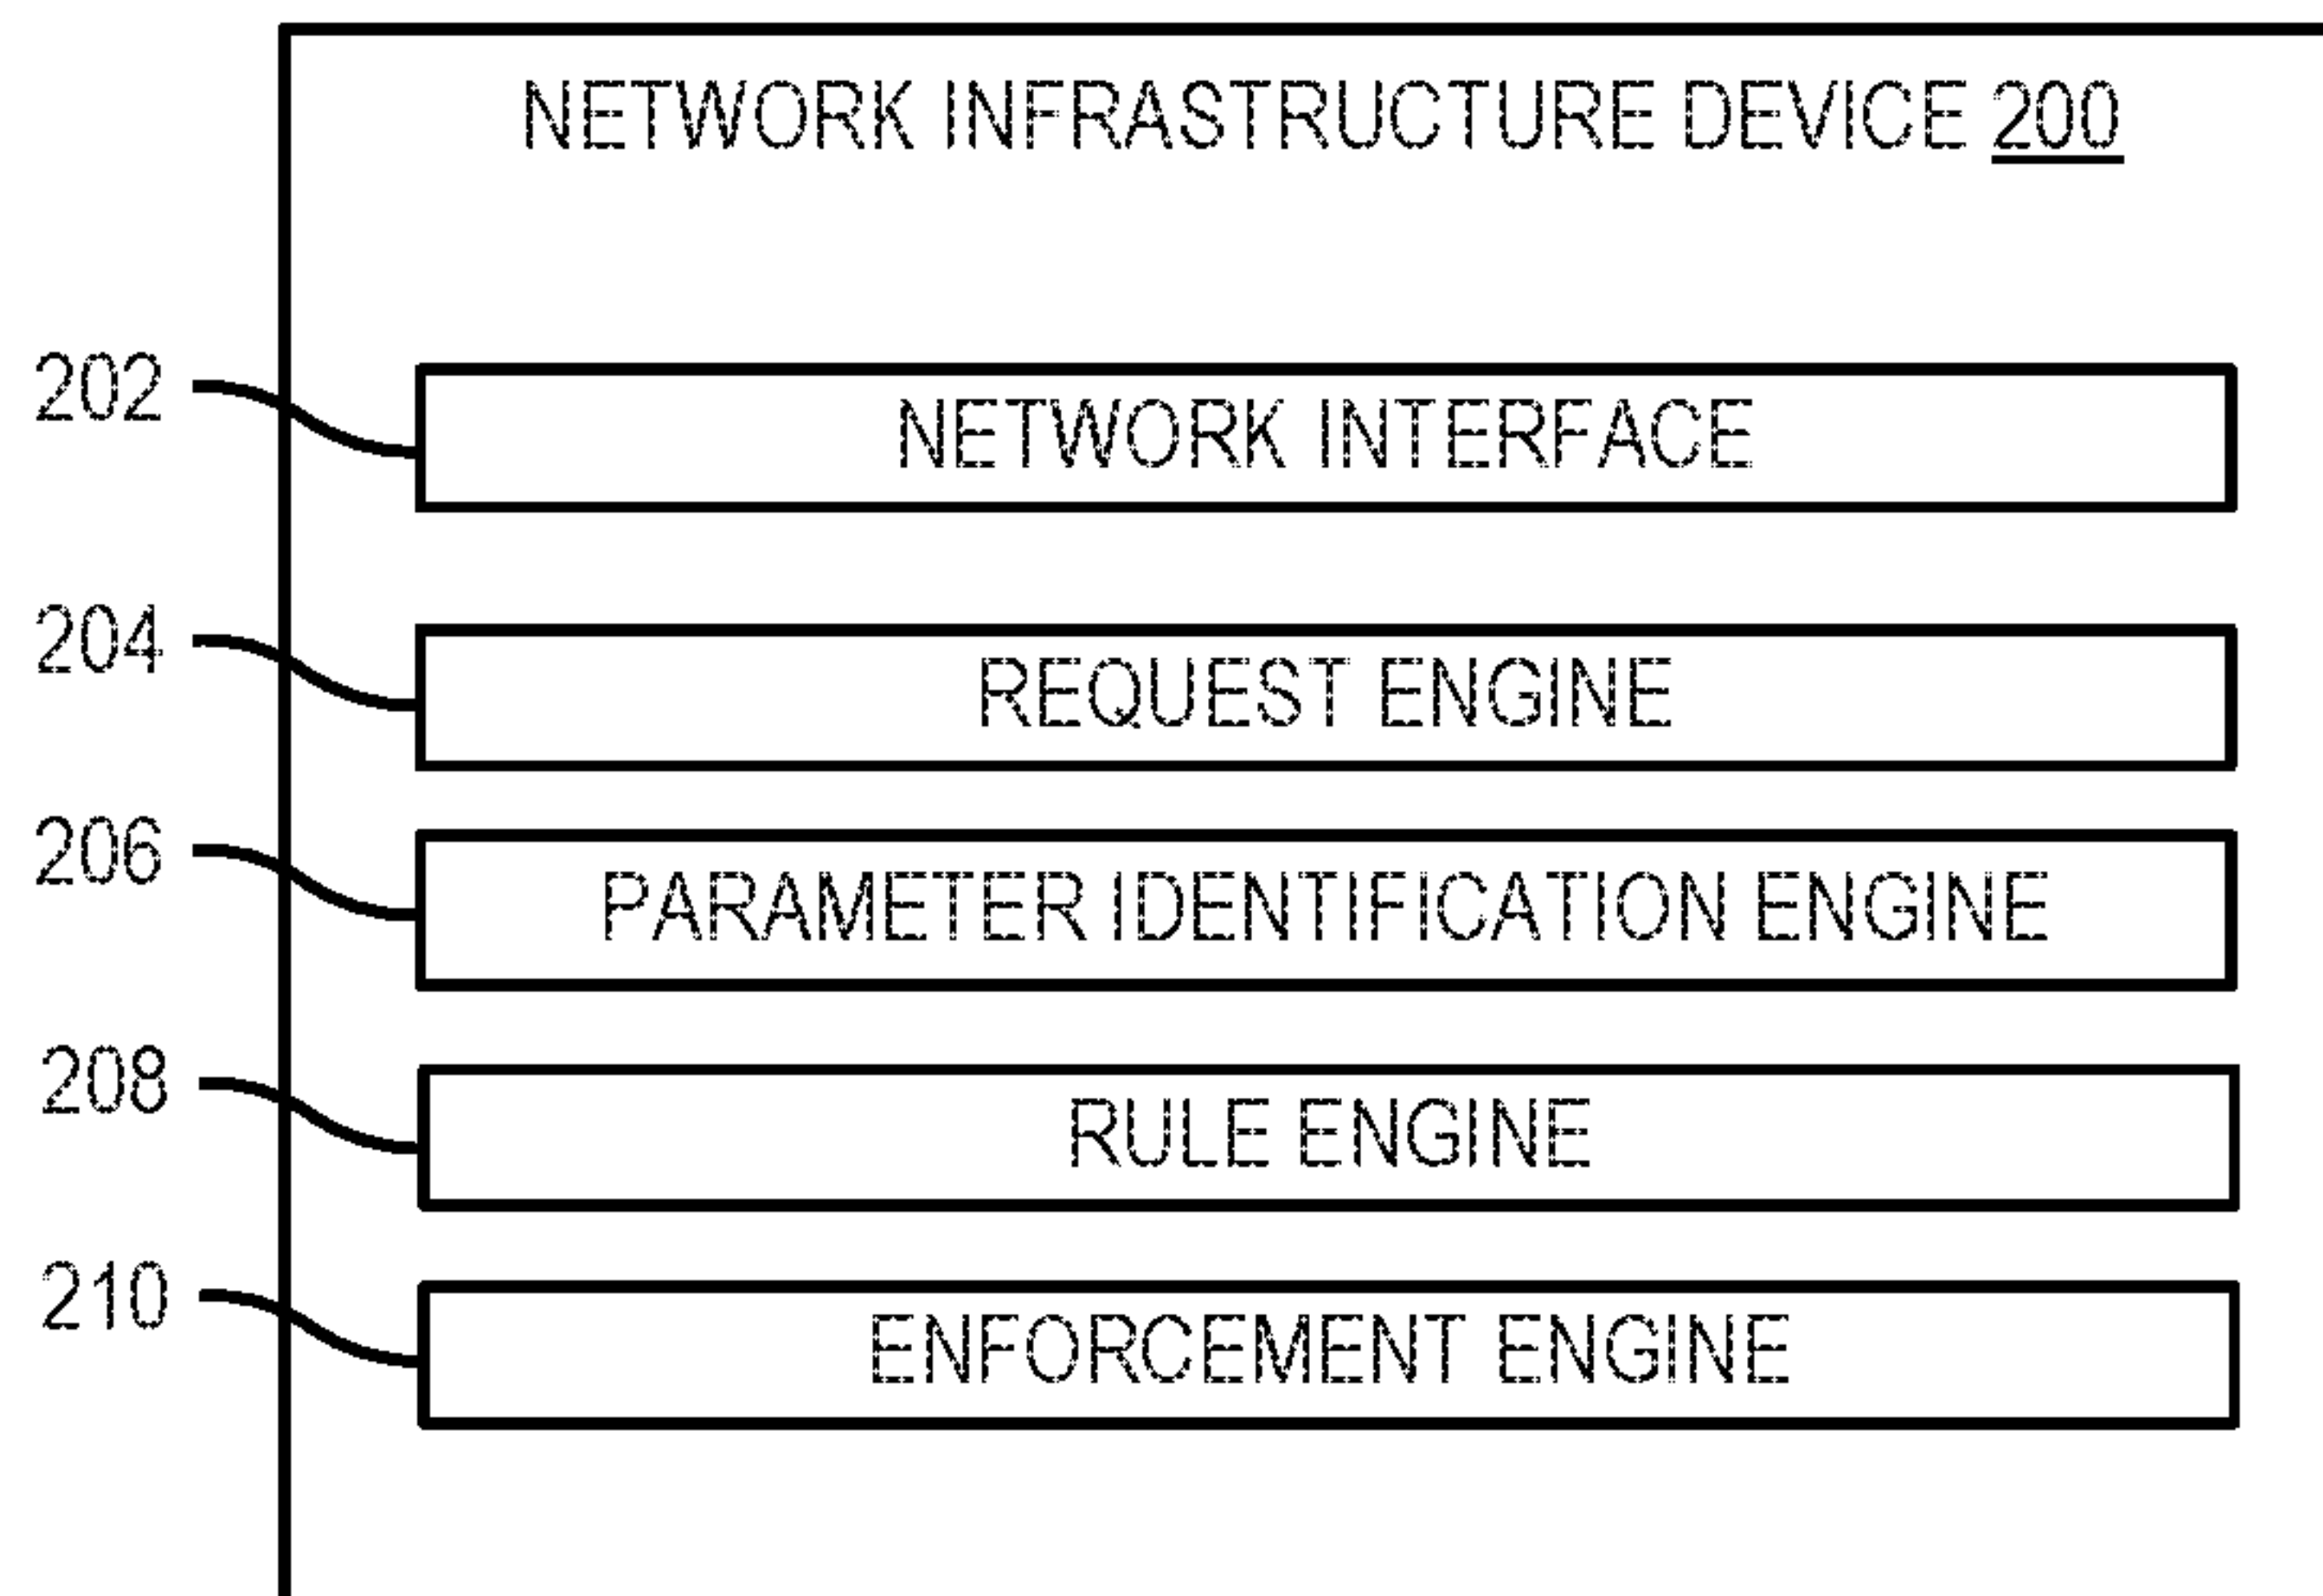 NETWORK INFRASTRUCTURE DEVICE 200
202
NETWORK INTERFACE
204
REQUEST ENGINE
206
PARAMETER IDENTIFICATION ENGINE
208
RULE ENGINE
210
ENFORCEMENT ENGINE